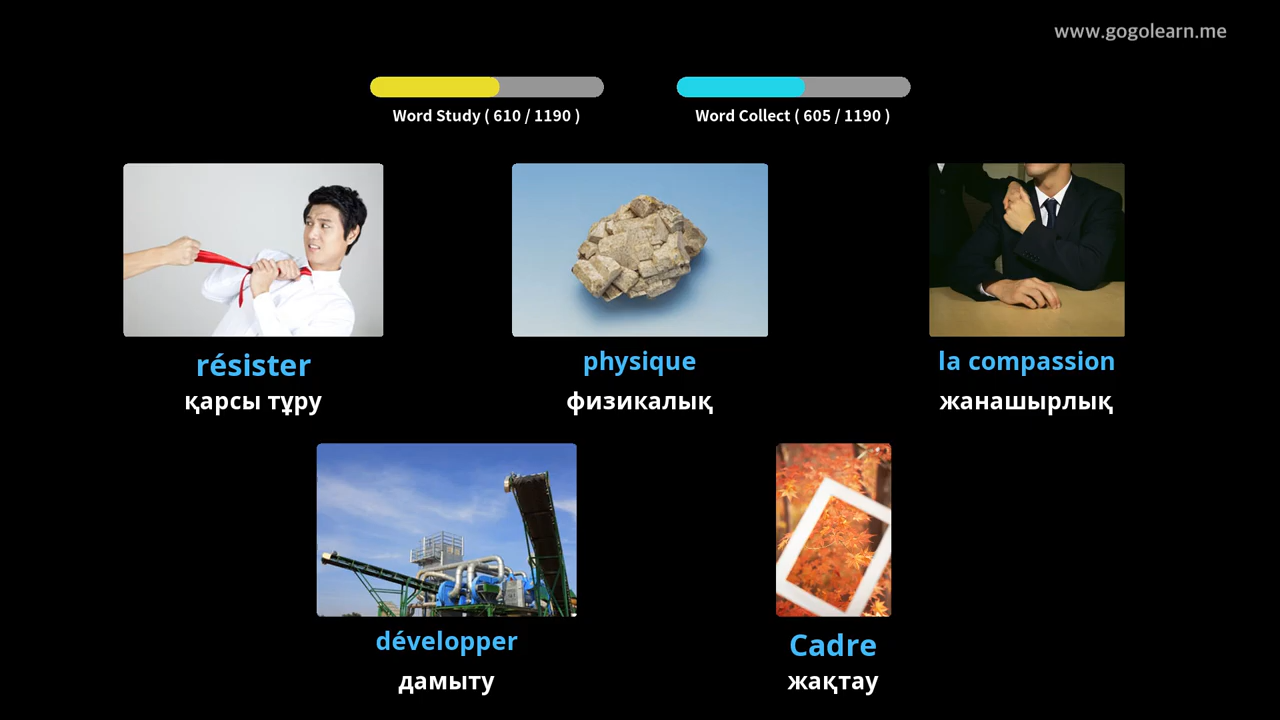 www.gogolearn.me
Word Study ( 610 / 1190 )
Word Collect ( 605 / 1190 )
résister
қарсы тұру
physique
физикалық
la compassion
жанашырлық
développer
дамыту
Cadre
жақтау